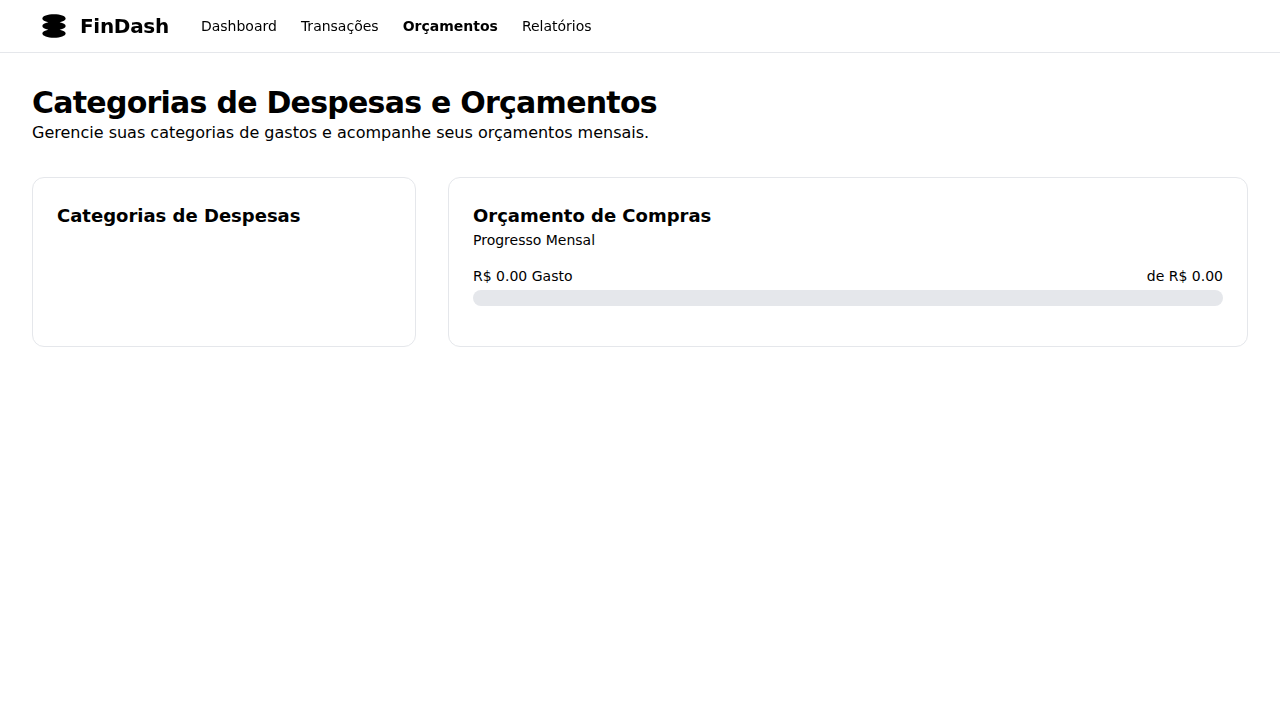 FinDash Dashboard Transações Orçamentos Relatórios
Categorias de Despesas e Orçamentos
Gerencie suas categorias de gastos e acompanhe seus orçamentos mensais.
Categorias de Despesas
Orçamento de Compras
Progresso Mensal
R$ 0.00 Gasto de R$ 0.00